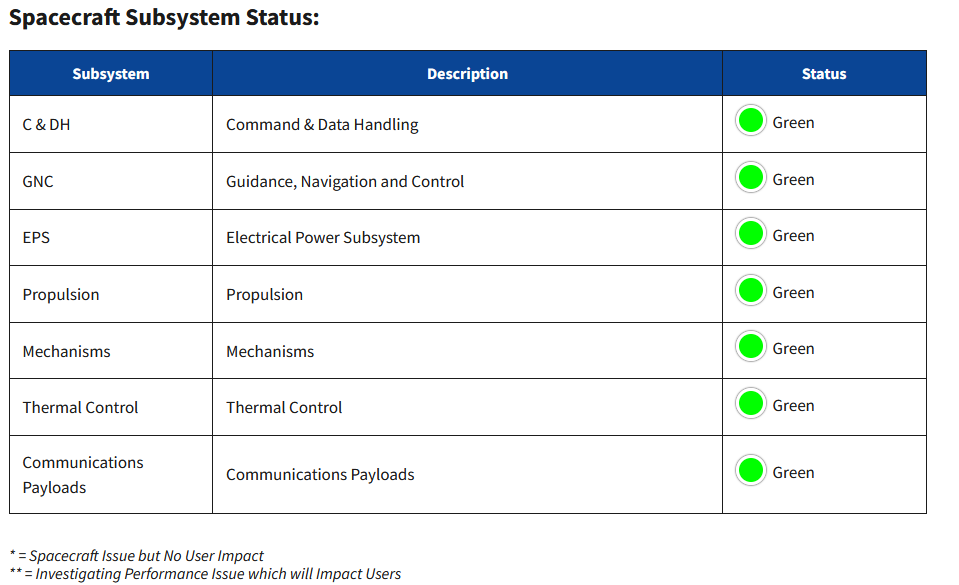 Spacecraft Subsystem Status:
Subsystem Description Status
C & DH Command & Data Handling Green
GNC Guidance, Navigation and Control Green
EPS Electrical Power Subsystem Green
Propulsion Propulsion Green
Mechanisms Mechanisms Green
Thermal Control Thermal Control Green
Communications
Payloads Communications Payloads Green
* = Spacecraft Issue but No User Impact
** = Investigating Performance Issue which will Impact Users